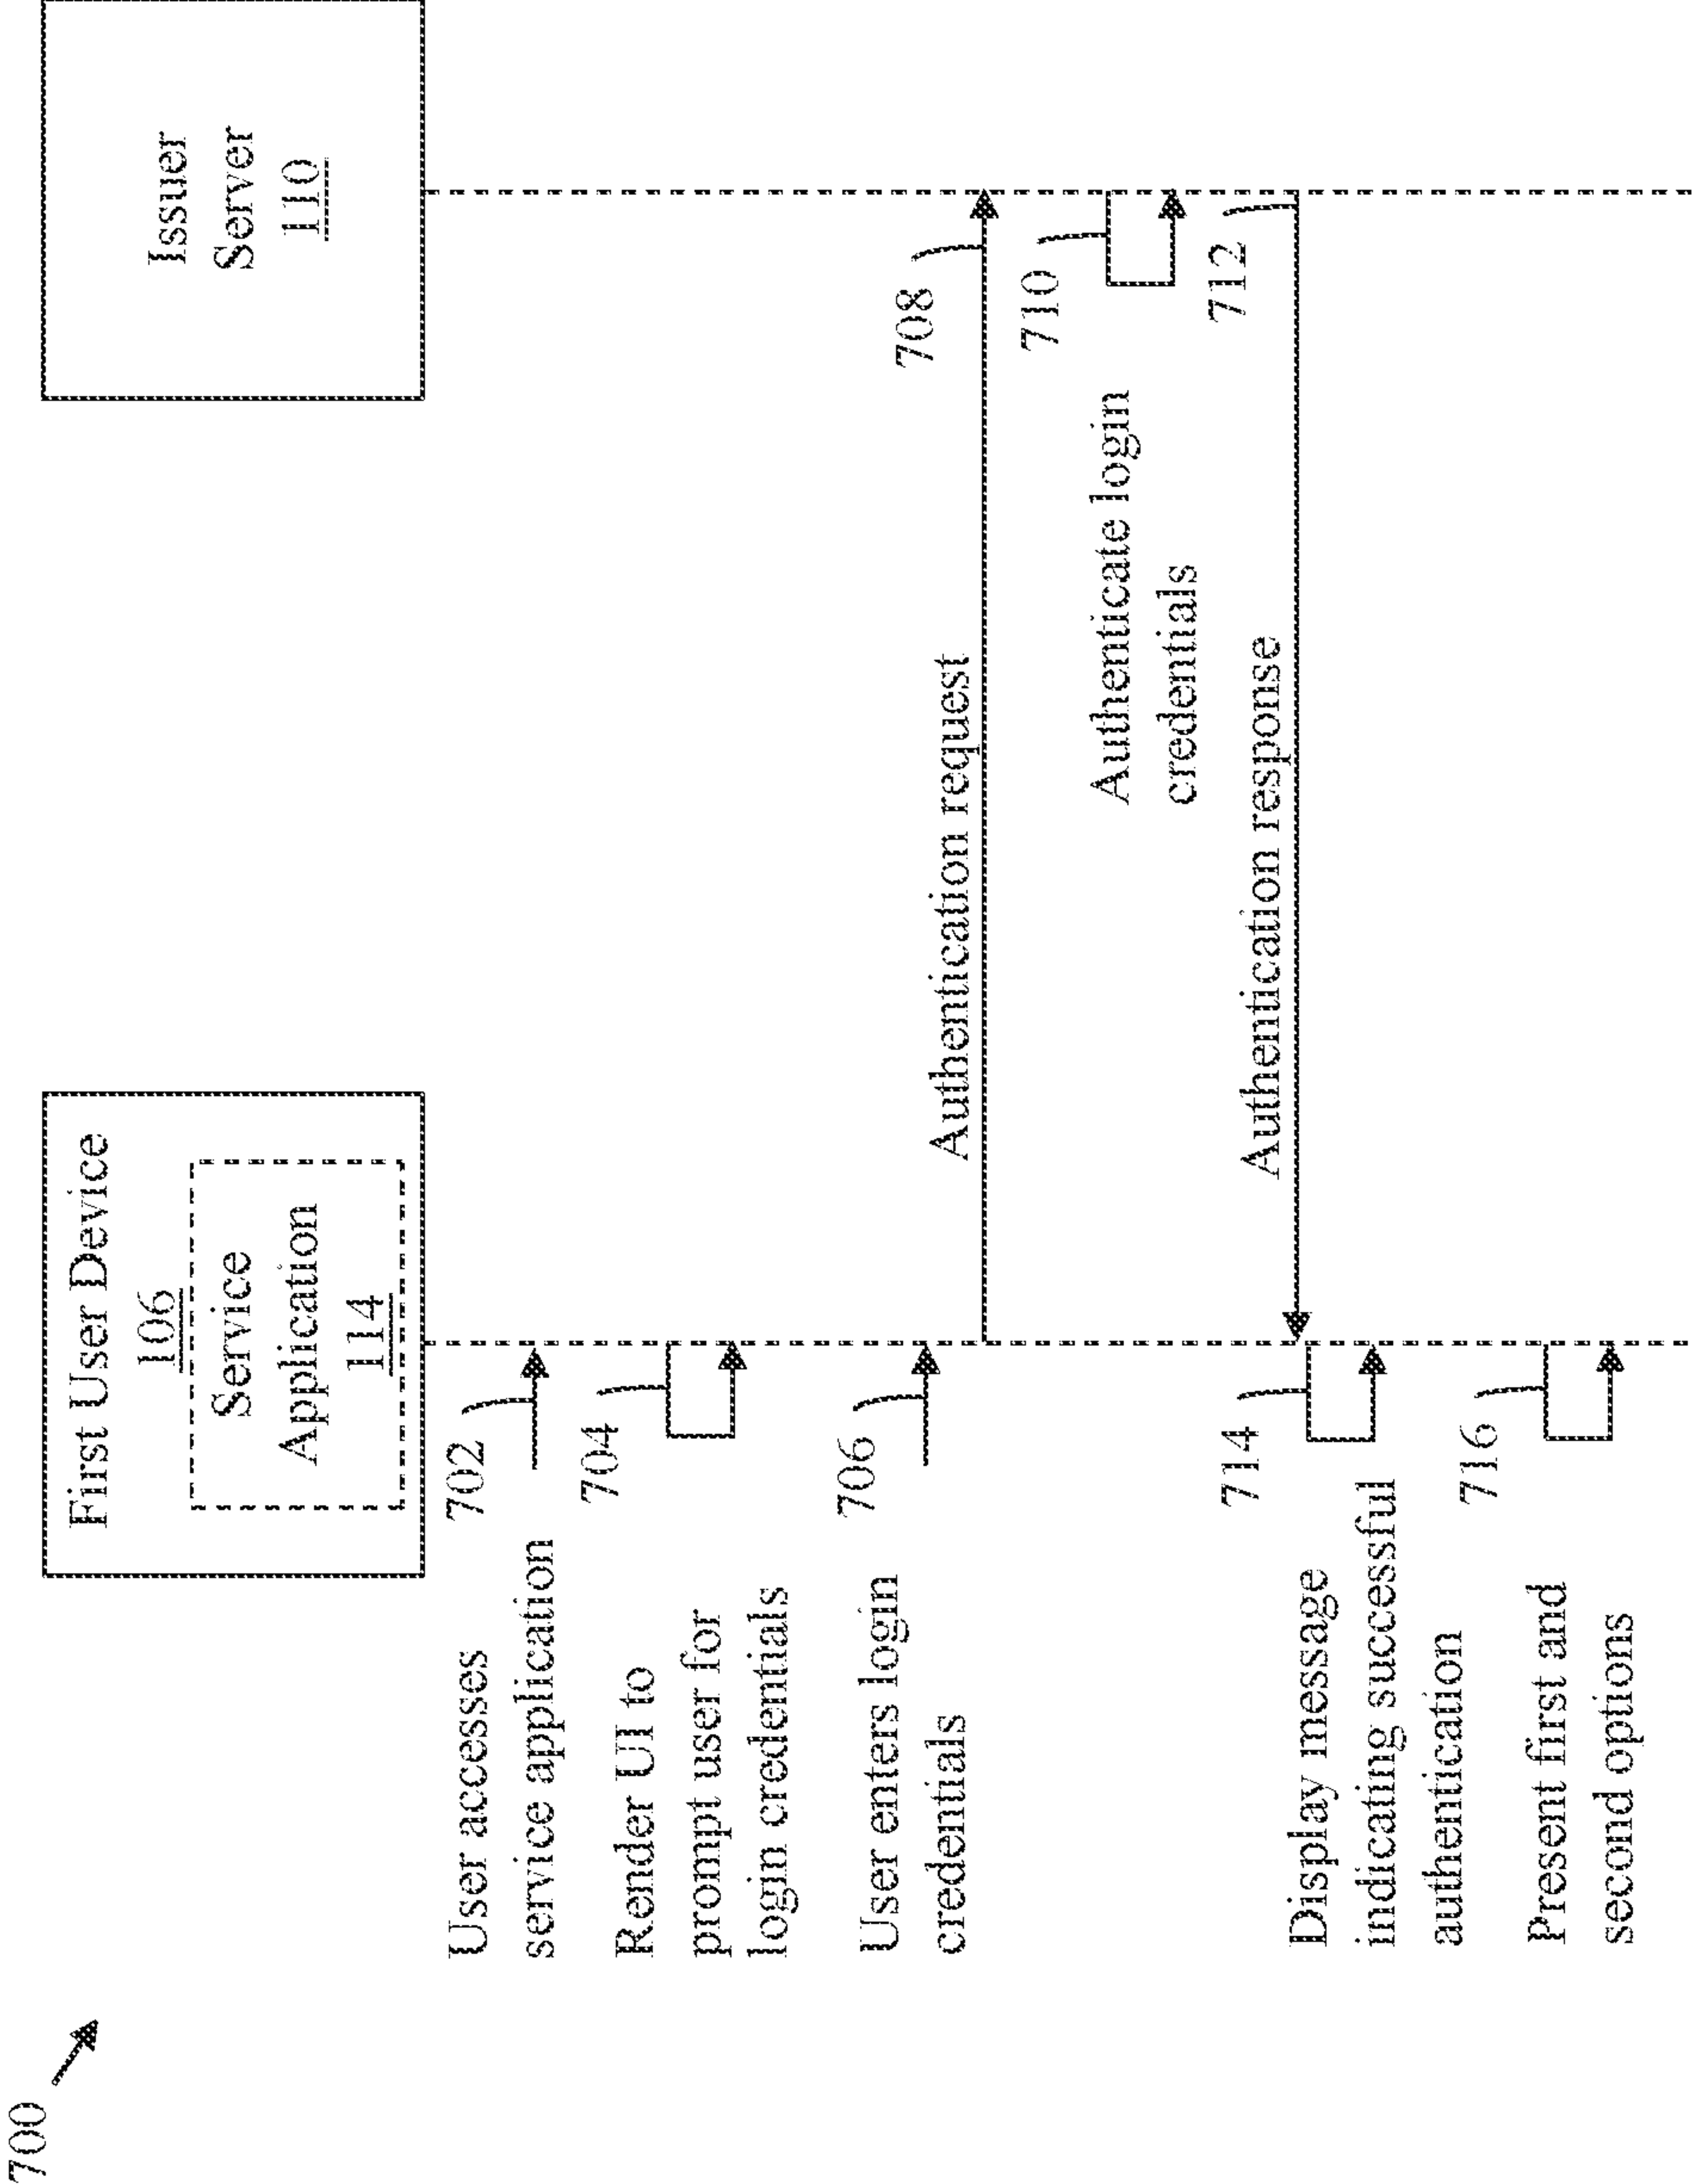 700
First User Device
106
Service
Application
114
Issuer
Server
110
User accesses
service application
702
Render UI to
prompt user for
login credentials
704
User enters login
credentials
706
Authentication request
708
Authenticate login
credentials
710
Authentication response
712
Display message
indicating successful
authentication
714
Present first and
second options
716